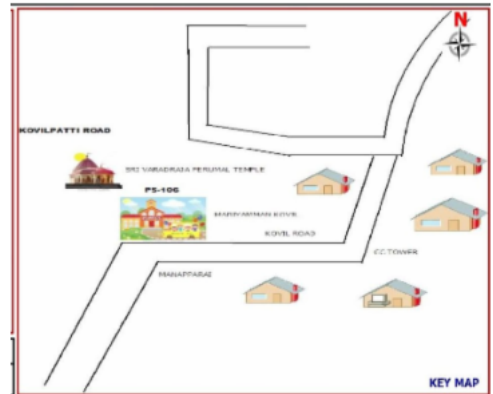 N
KOVILPATTI ROAD
SRI VARADRAJA PERUMAL TEMPLE
PS-106
MARIYAMMAN KOVIL
KOVIL ROAD
CC TOWER
MANAPPARAI
KEY MAP